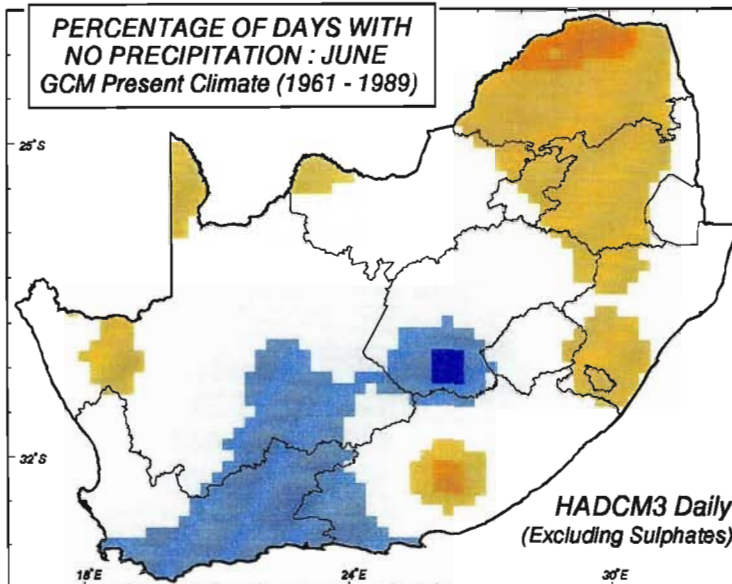 PERCENTAGE OF DAYS WITH
NO PRECIPITATION : JUNE
GCM Present Climate (1961 - 1989)
25°S
32°S
HADCM3 Daily
(Excluding Sulphates)
18°E
24°E
30°E